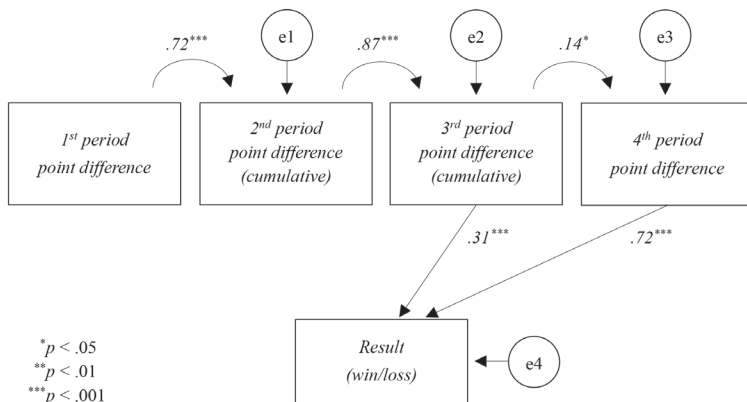 .72***
e1
.87***
e2
.14*
e3
1st period
point difference
2nd period
point difference
(cumulative)
3rd period
point difference
(cumulative)
4th period
point difference
.31***
.72***
Result
(win/loss)
e4
*p < .05
**p < .01
***p < .001